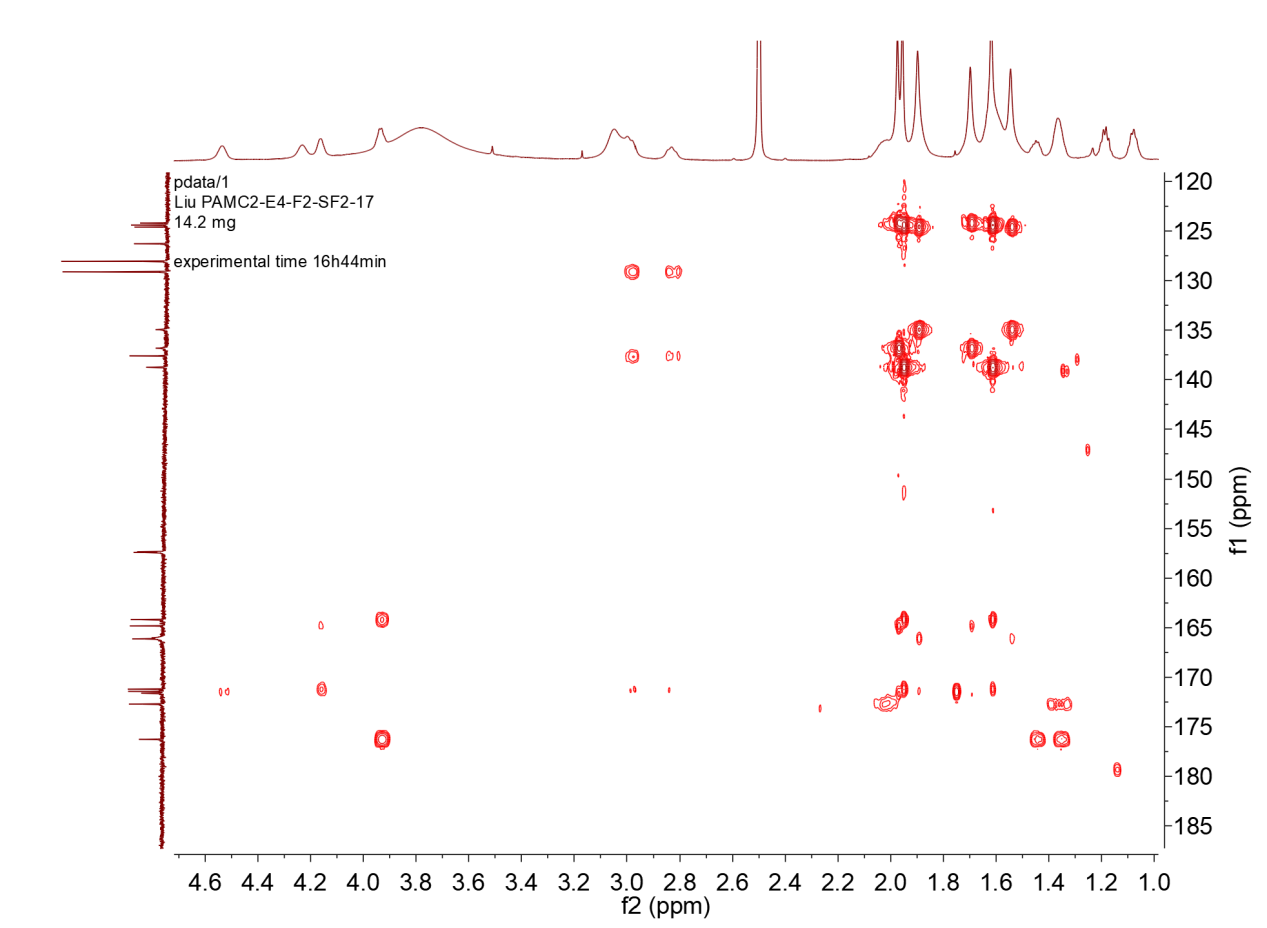 pdata/1
Liu PAMC2-E4-F2-SF2-17
14.2 mg
experimental time 16h44min
120
125
130
135
140
145
150
155
160
165
170
175
180
185
f1 (ppm)
4.6 4.4 4.2 4.0 3.8 3.6 3.4 3.2 3.0 2.8 2.6 2.4 2.2 2.0 1.8 1.6 1.4 1.2 1.0
f2 (ppm)